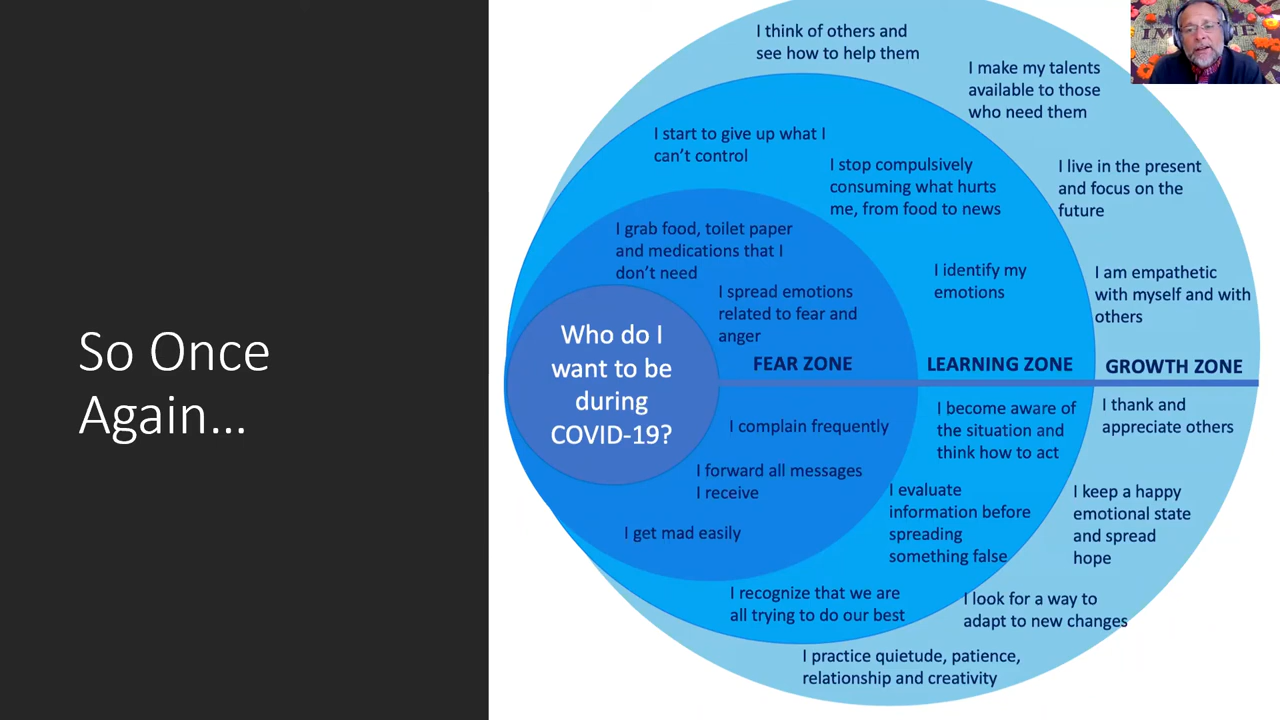 So Once
Again...
I think of others and
see how to help them
I make my talents
available to those
who need them
I start to give up what I
can't control
I stop compulsively
consuming what hurts
me, from food to news
I live in the present
and focus on the
future
I grab food, toilet paper
and medications that I
don't need
I spread emotions
related to fear and
anger
I identify my
emotions
I am empathetic
with myself and with
others
Who do I
want to be
during
COVID-19?
FEAR ZONE
LEARNING ZONE
GROWTH ZONE
I complain frequently
I become aware of
the situation and
think how to act
I thank and
appreciate others
I forward all messages
I receive
I evaluate
information before
spreading
something false
I keep a happy
emotional state
and spread
hope
I get mad easily
I recognize that we are
all trying to do our best
I look for a way to
adapt to new changes
I practice quietude, patience,
relationship and creativity